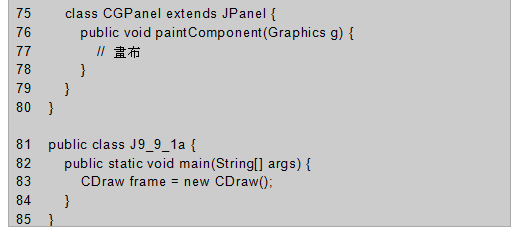 75    class CGPanel extends JPanel {
76      public void paintComponent(Graphics g) {
77        // 畫布
78      }
79    }
80  }
81  public class J9_9_1a {
82    public static void main(String[] args) {
83      CDraw frame = new CDraw();
84    }
85  }